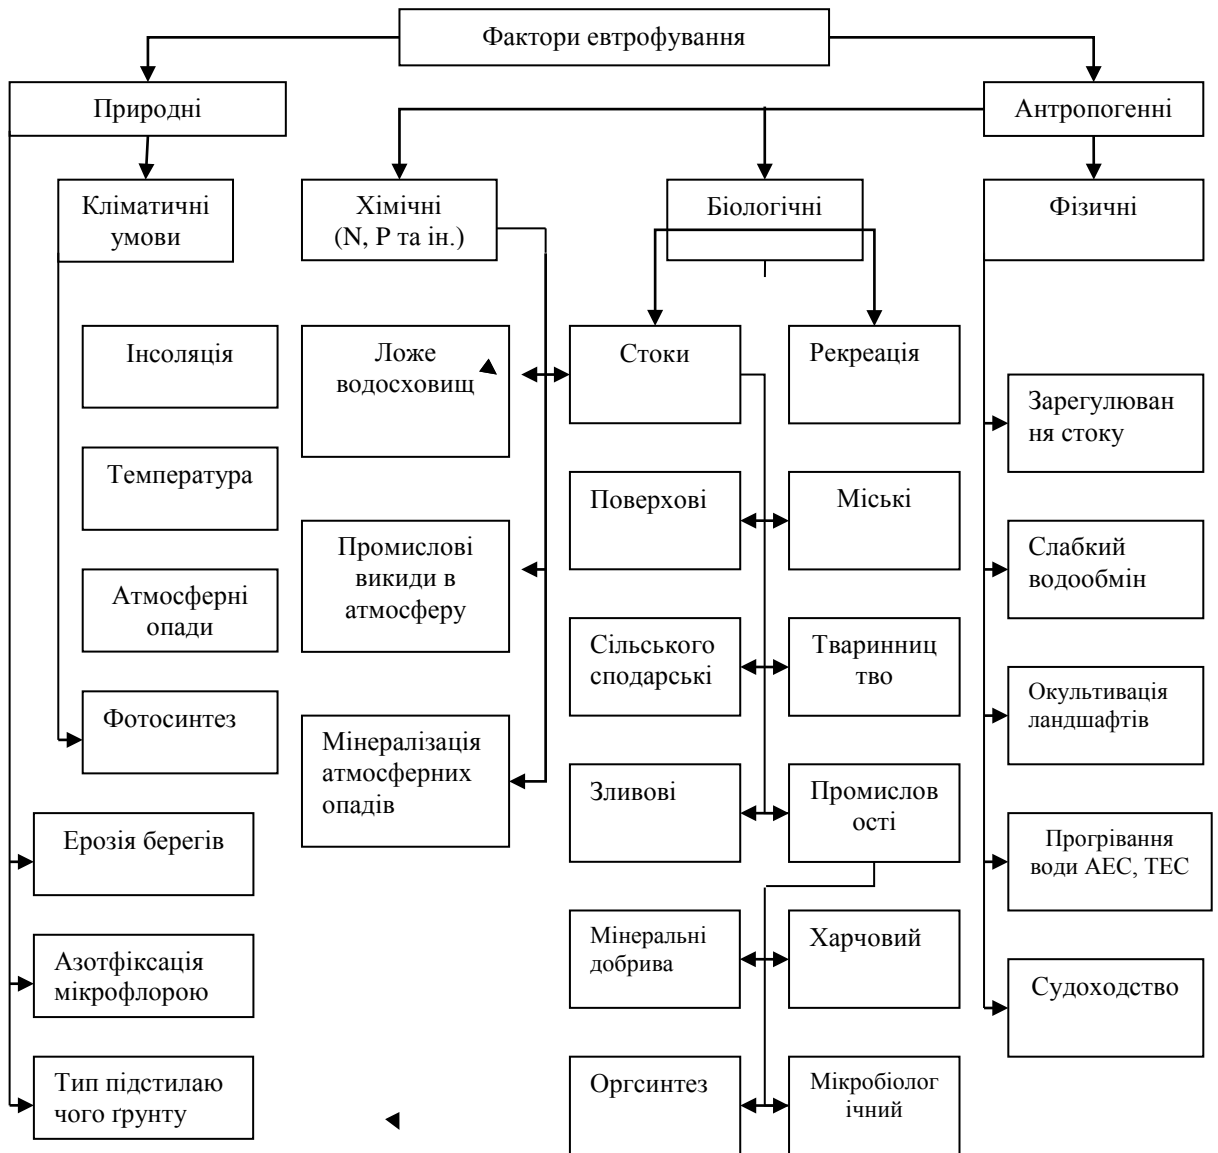 Фактори евтрофування
Природні
Антропогенні
Кліматичні
умови
Хімічні
(N, P та ін.)
Біологічні
Фізичні
Інсоляція
Температура
Атмосферні
опади
Фотосинтез
Ерозія берегів
Азотфіксація
мікрофлорою
Тип підстилаю
чого ґрунту
Ложе
водосховищ
Промислові
викиди в
атмосферу
Мінералізація
атмосферних
опадів
Стоки
Рекреація
Поверхові
Міські
Сільського
сподарські
Тваринниц
тво
Зливові
Промислов
ості
Мінеральні
добрива
Харчовий
Оргсинтез
Мікробіолог
ічний
Зарегулюван
ня стоку
Слабкий
водообмін
Окультивація
ландшафтів
Прогрівання
води АЕС, ТЕС
Судоходство